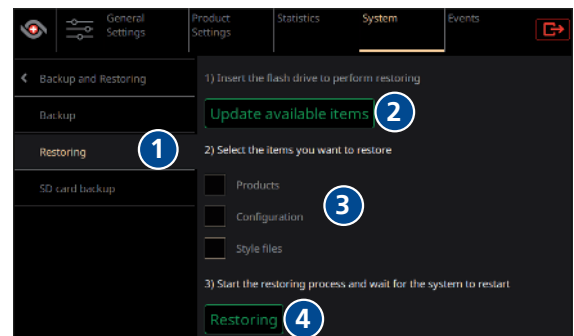 General
Settings
Product
Settings
Statistics
System
Events
Backup and Restoring
Backup
Restoring
SD card backup
1
1) Insert the flash drive to perform restoring
Update available items
2
2) Select the items you want to restore
Products
Configuration
Style files
3
3) Start the restoring process and wait for the system to restart
Restoring
4